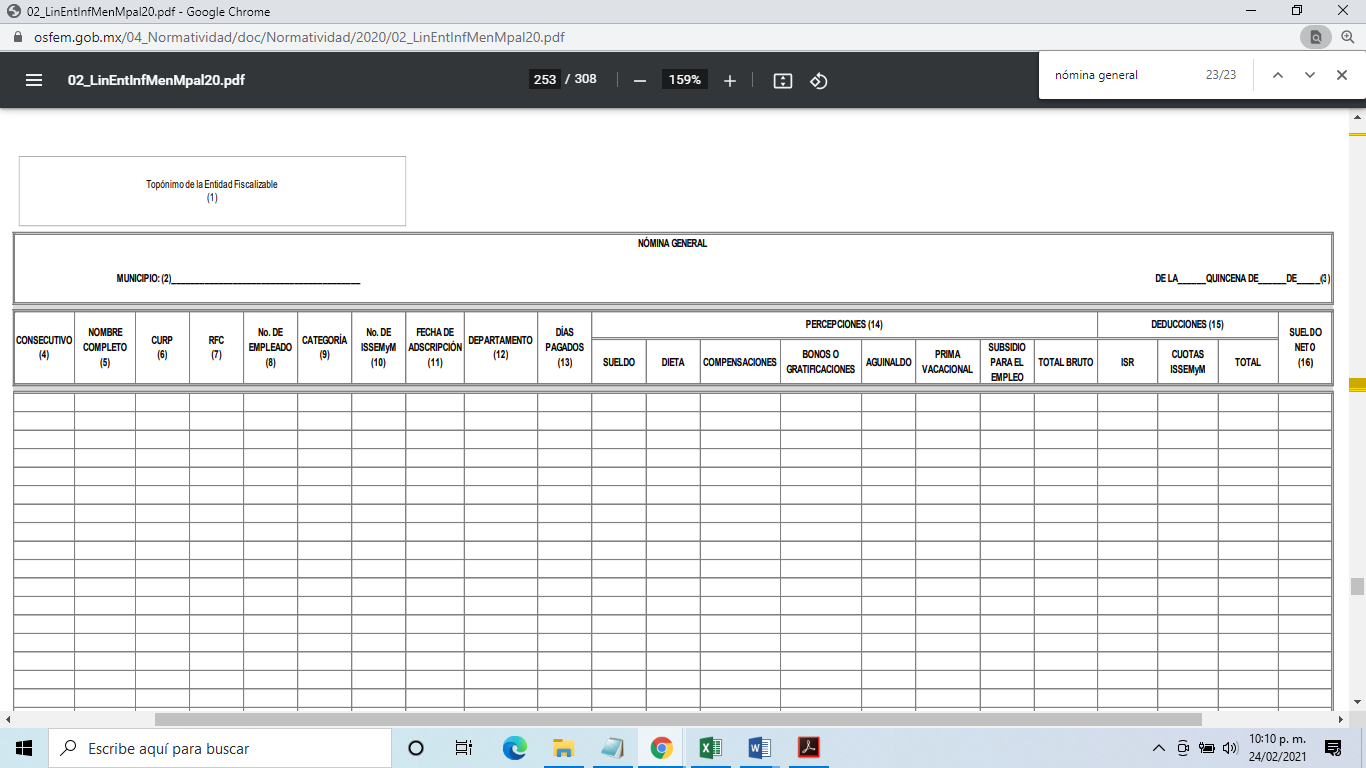 02_LinEntInfMenMpal20.pdf - Google Chrome
osfem.gob.mx/04_Normatividad/doc/Normatividad/2020/02_LinEntInfMenMpal20.pdf
02_LinEntInfMenMpal20.pdf
253 / 308
159%
nómina general 23/23
Topónimo de la Entidad Fiscalizable
(1)
NÓMINA GENERAL
MUNICIPIO: (2)______________________________________
DE LA______QUINCENA DE______DE_____(3)
CONSECUTIVO
(4)
NOMBRE
COMPLETO
(5)
CURP
(6)
RFC
(7)
No. DE
EMPLEADO
(8)
CATEGORÍA
(9)
No. DE
ISSEMyM
(10)
FECHA DE
ADSCRIPCIÓN
(11)
DEPARTAMENTO
(12)
DÍAS
PAGADOS
(13)
PERCEPCIONES (14)
SUELDO
DIETA
COMPENSACIONES
BONOS O
GRATIFICACIONES
AGUINALDO
PRIMA
VACACIONAL
SUBSIDIO
PARA EL
EMPLEO
TOTAL BRUTO
DEDUCCIONES (15)
ISR
CUOTAS
ISSEMyM
TOTAL
SUELDO
NETO
(16)
Escribe aquí para buscar
10:10 p. m.
24/02/2021